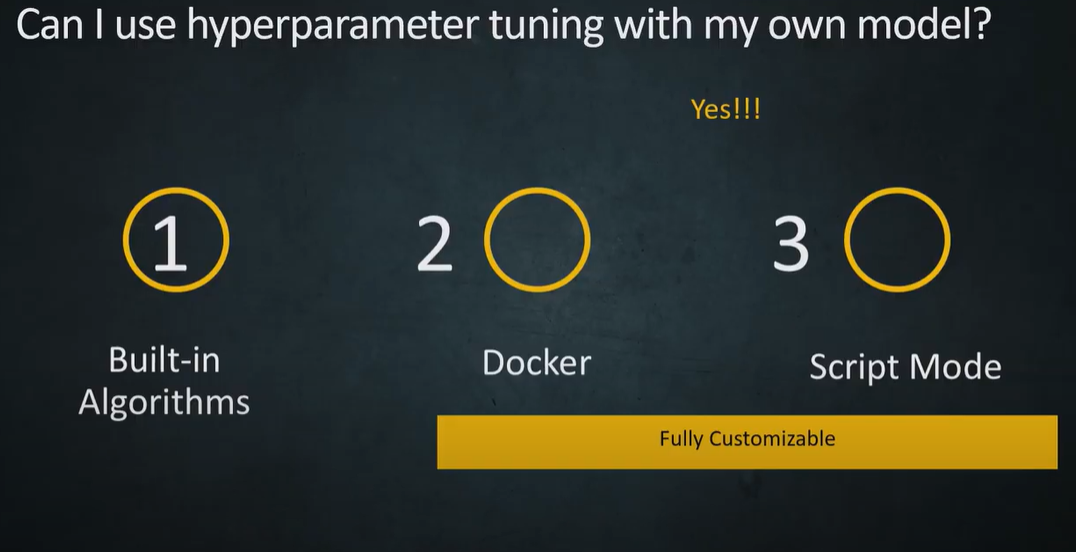 Can I use hyperparameter tuning with my own model?
Yes!!!
1
2
3
Built-in
Algorithms
Docker
Script Mode
Fully Customizable